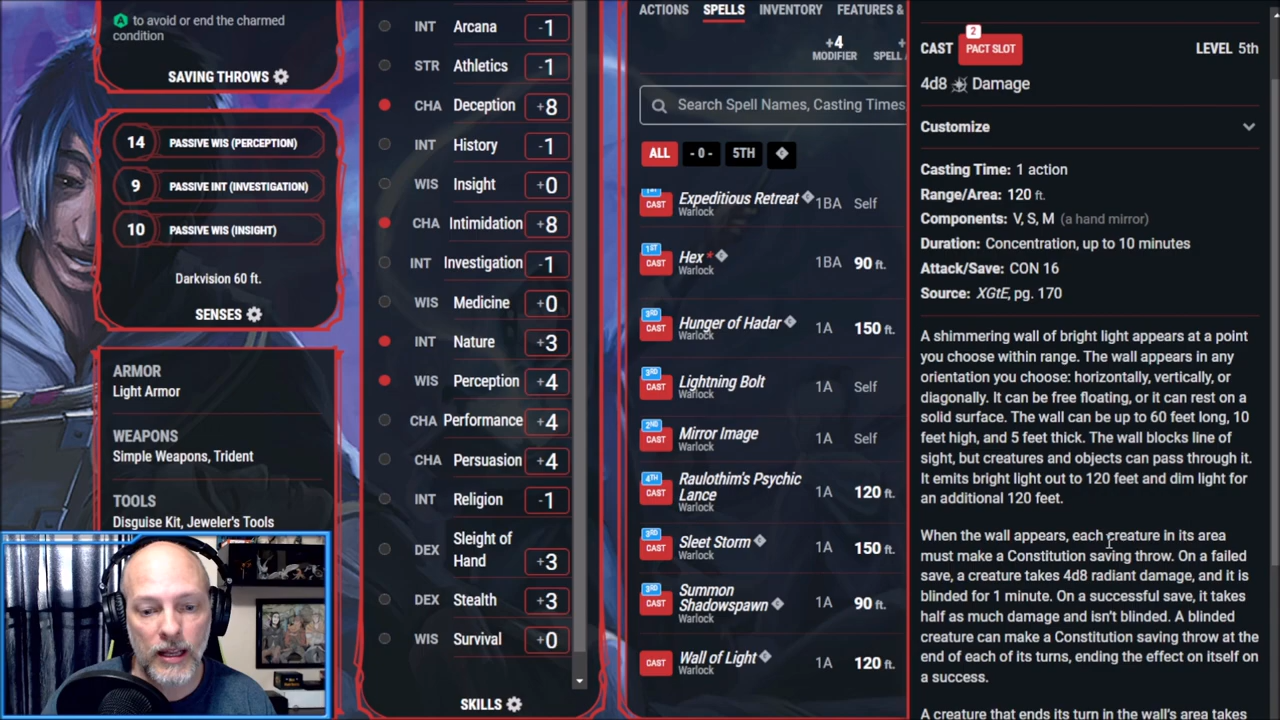 A to avoid or end the charmed
condition
SAVING THROWS
14 PASSIVE WIS (PERCEPTION)
9 PASSIVE INT (INVESTIGATION)
10 PASSIVE WIS (INSIGHT)
Darkvision 60 ft.
SENSES
ARMOR
Light Armor
WEAPONS
Simple Weapons, Trident
TOOLS
Disguise Kit, Jeweler's Tools
INT Arcana -1
STR Athletics -1
CHA Deception +8
INT History -1
WIS Insight +0
CHA Intimidation +8
INT Investigation -1
WIS Medicine +0
INT Nature +3
WIS Perception +4
CHA Performance +4
CHA Persuasion +4
INT Religion -1
DEX Sleight of
Hand +3
DEX Stealth +3
WIS Survival +0
SKILLS
ACTIONS SPELLS INVENTORY FEATURES &
+4 +
MODIFIER SPELL
Search Spell Names, Casting Times
ALL - 0 - 5TH C
1ST CAST Expeditious Retreat C 1BA Self
Warlock
1ST CAST Hex * C 1BA 90 ft.
Warlock
3RD CAST Hunger of Hadar C 1A 150 ft.
Warlock
3RD CAST Lightning Bolt 1A Self
Warlock
2ND CAST Mirror Image 1A Self
Warlock
4TH CAST Raulothim's Psychic
Lance 1A 120 ft.
Warlock
3RD CAST Sleet Storm C 1A 150 ft.
Warlock
3RD CAST Summon
Shadowspawn C 1A 90 ft.
Warlock
CAST Wall of Light C 1A 120 ft.
Warlock
2
CAST PACT SLOT LEVEL 5th
4d8 Damage
Customize
Casting Time: 1 action
Range/Area: 120 ft.
Components: V, S, M (a hand mirror)
Duration: Concentration, up to 10 minutes
Attack/Save: CON 16
Source: XGtE, pg. 170
A shimmering wall of bright light appears at a point
you choose within range. The wall appears in any
orientation you choose: horizontally, vertically, or
diagonally. It can be free floating, or it can rest on a
solid surface. The wall can be up to 60 feet long, 10
feet high, and 5 feet thick. The wall blocks line of
sight, but creatures and objects can pass through it.
It emits bright light out to 120 feet and dim light for
an additional 120 feet.
When the wall appears, each creature in its area
must make a Constitution saving throw. On a failed
save, a creature takes 4d8 radiant damage, and it is
blinded for 1 minute. On a successful save, it takes
half as much damage and isn't blinded. A blinded
creature can make a Constitution saving throw at the
end of each of its turns, ending the effect on itself on
a success.
A creature that ends its turn in the wall's area takes